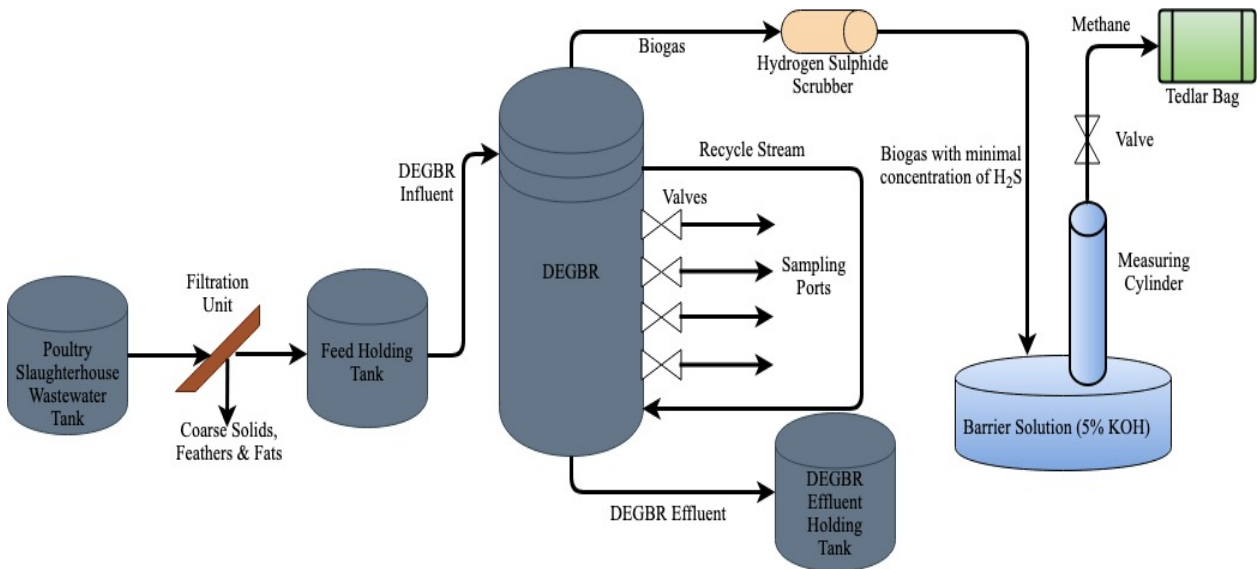 Biogas
Hydrogen Sulphide
Scrubber
Methane
Tedlar Bag
Valve
DEGBR
Influent
Recycle Stream
Biogas with minimal
concentration of H₂S
Valves
DEGBR
Sampling
Ports
Measuring
Cylinder
Filtration
Unit
Poultry
Slaughterhouse
Wastewater
Tank
Feed Holding
Tank
Coarse Solids,
Feathers & Fats
Barrier Solution (5% KOH)
DEGBR Effluent
DEGBR
Effluent
Holding
Tank